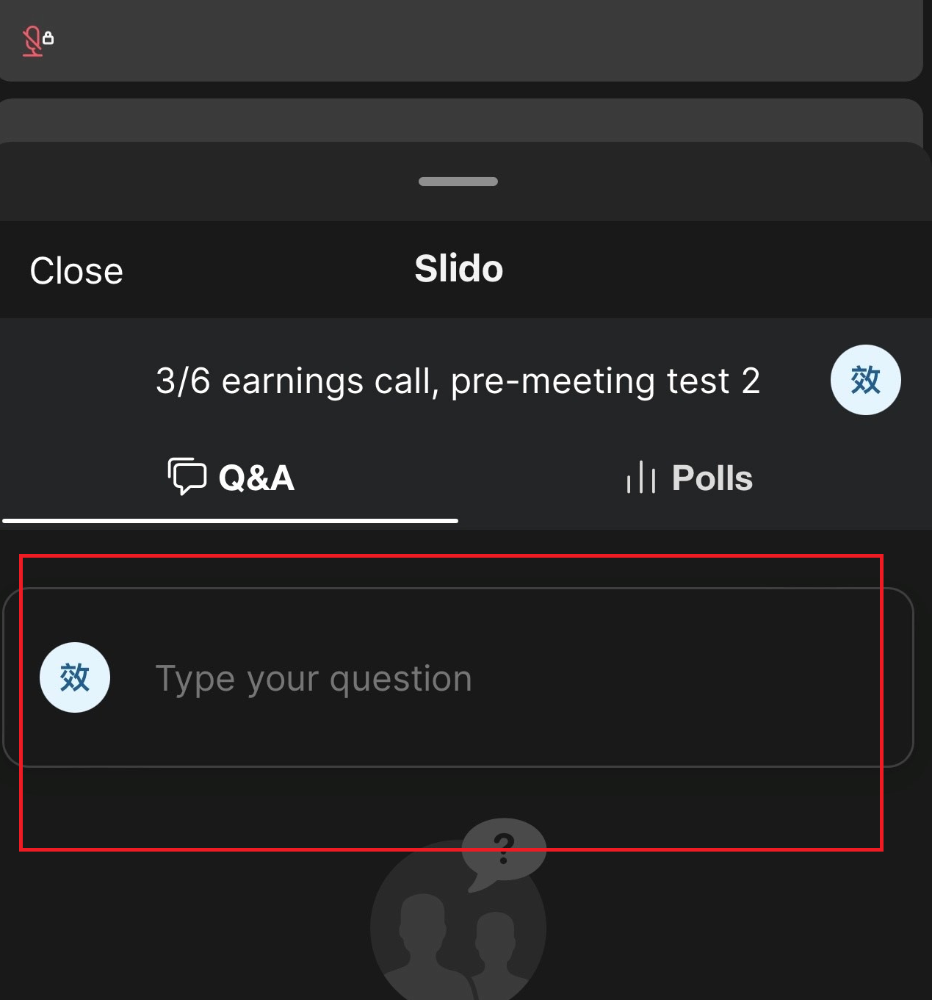 Close
Slido
3/6 earnings call, pre-meeting test 2
效
Q&A
Polls
效
Type your question
?